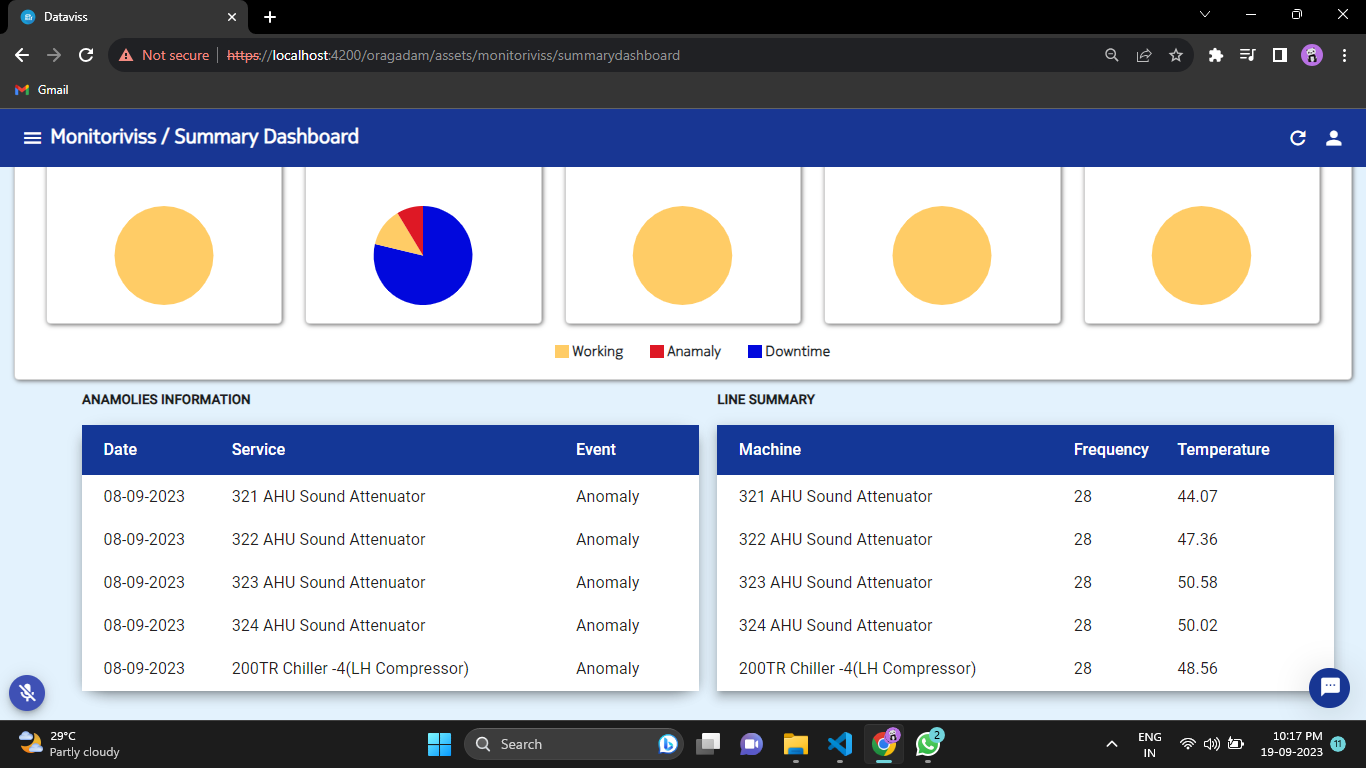 Dataviss
Not secure https://localhost:4200/oragadam/assets/monitoriviss/summarydashboard
Gmail
Monitoriviss / Summary Dashboard
Working Anamaly Downtime
ANAMOLIES INFORMATION
Date Service Event
08-09-2023 321 AHU Sound Attenuator Anomaly
08-09-2023 322 AHU Sound Attenuator Anomaly
08-09-2023 323 AHU Sound Attenuator Anomaly
08-09-2023 324 AHU Sound Attenuator Anomaly
08-09-2023 200TR Chiller -4(LH Compressor) Anomaly
LINE SUMMARY
Machine Frequency Temperature
321 AHU Sound Attenuator 28 44.07
322 AHU Sound Attenuator 28 47.36
323 AHU Sound Attenuator 28 50.58
324 AHU Sound Attenuator 28 50.02
200TR Chiller -4(LH Compressor) 28 48.56
29°C
Partly cloudy
Search
2
ENG
IN
10:17 PM
19-09-2023
11